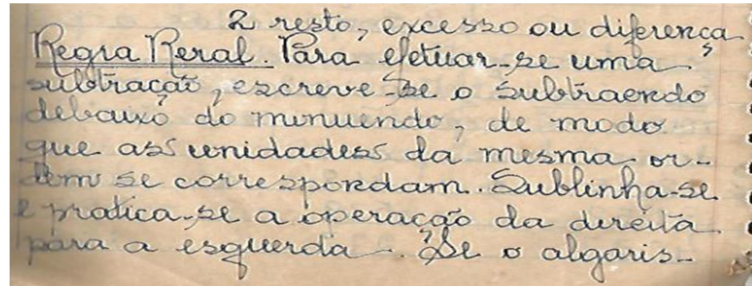 2 resto, excesso ou diferença
Regra Geral. Para efetuar-se uma
subtração, escreve-se o subtraendo
debaixo do minuendo, de modo
que as unidades da mesma or-
dem se correspondam. Sublinha-se
e pratica-se a operação da direita
para a esquerda. Se o algaris-